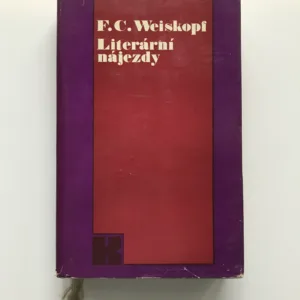 F. C. Weiskopf
Literární
nájezdy
K